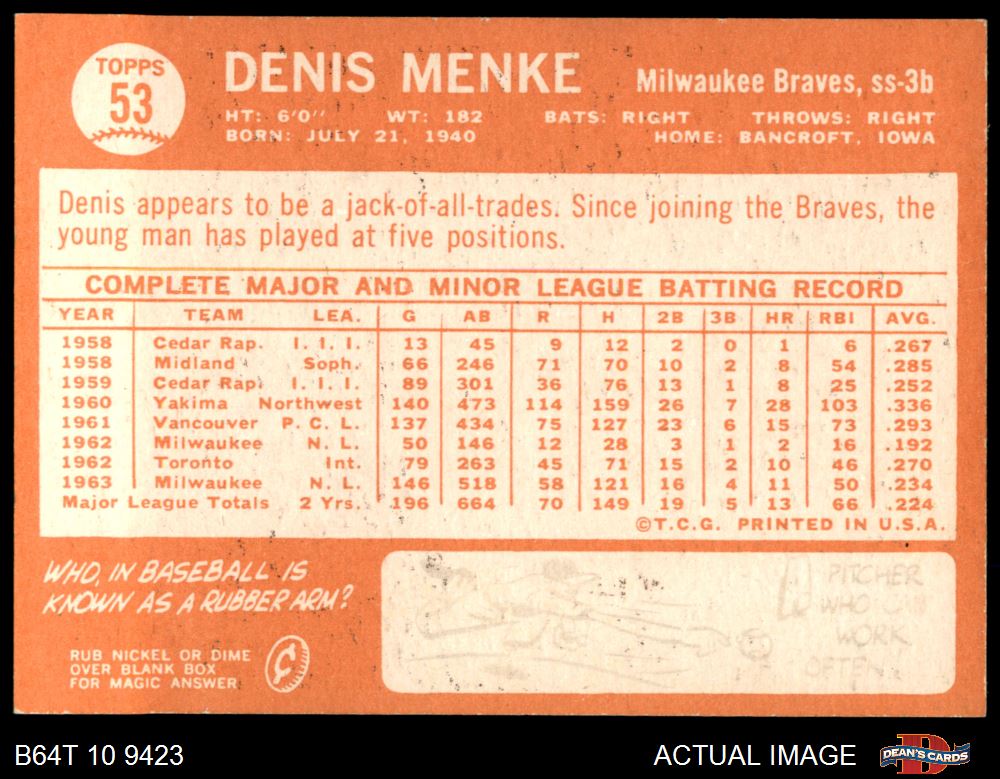 TOPPS
53
DENIS MENKE
Milwaukee Braves, ss-3b
HT: 6'0" WT: 182 BATS: RIGHT THROWS: RIGHT
BORN: JULY 21, 1940 HOME: BANCROFT, IOWA
Denis appears to be a jack-of-all-trades. Since joining the Braves, the
young man has played at five positions.
COMPLETE MAJOR AND MINOR LEAGUE BATTING RECORD
YEAR TEAM LEA. G AB R H 2B 3B HR RBI AVG.
1958 Cedar Rap. I. I. I. 13 45 9 12 2 0 1 6 .267
1958 Midland Soph. 66 246 71 70 10 2 8 54 .285
1959 Cedar Rap. I. I. I. 89 301 36 76 13 1 8 25 .252
1960 Yakima Northwest 140 473 114 159 26 7 28 103 .336
1961 Vancouver P. C. L. 137 434 75 127 23 6 15 73 .293
1962 Milwaukee N. L. 50 146 12 28 3 1 2 16 .192
1962 Toronto Int. 79 263 45 71 15 2 10 46 .270
1963 Milwaukee N. L. 146 518 58 121 16 4 11 50 .234
Major League Totals 2 Yrs. 196 664 70 149 19 5 13 66 .224
©T.C.G. PRINTED IN U.S.A.
WHO, IN BASEBALL IS
KNOWN AS A RUBBER ARM?
RUB NICKEL OR DIME
OVER BLANK BOX
FOR MAGIC ANSWER
PITCHER
WHO CAN
WORK
OFTEN
B64T 10 9423
ACTUAL IMAGE
DEAN'S CARDS